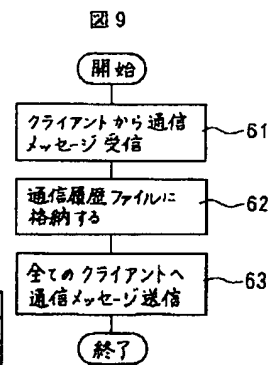 図9
開始
クライアントから通信
メッセージ受信
61
通信履歴ファイルに
格納する
62
全てのクライアントへ
通信メッセージ送信
63
終了